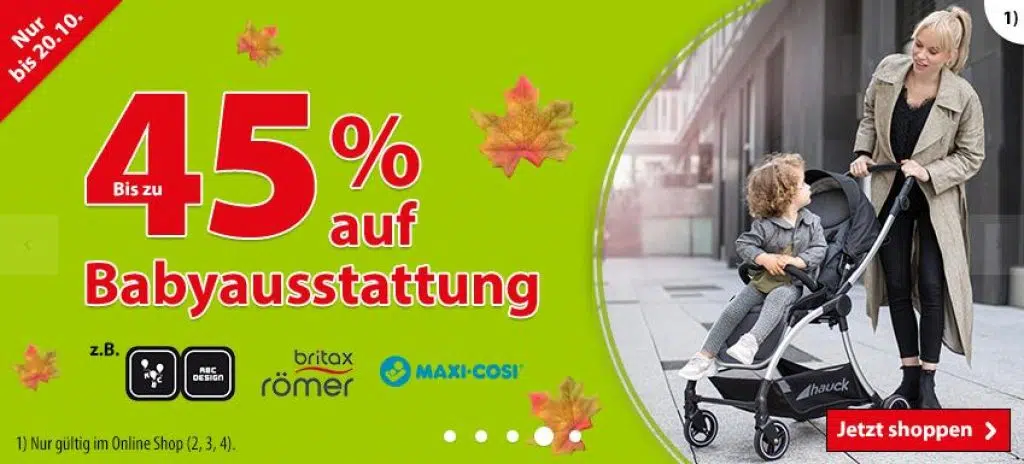 Nur
bis 20.10.
1)
Bis zu
45%
auf
Babyausstattung
z.B.
ABC
DESIGN
britax
römer
MAXI-COSI
hauck
1) Nur gültig im Online Shop (2, 3, 4).
Jetzt shoppen